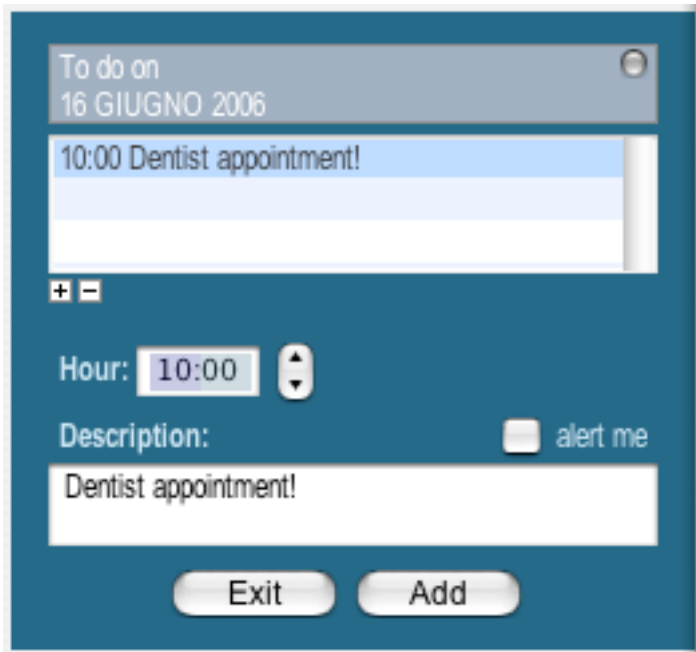 To do on
16 GIUGNO 2006
10:00 Dentist appointment!
Hour: 10:00
Description: alert me
Dentist appointment!
Exit Add